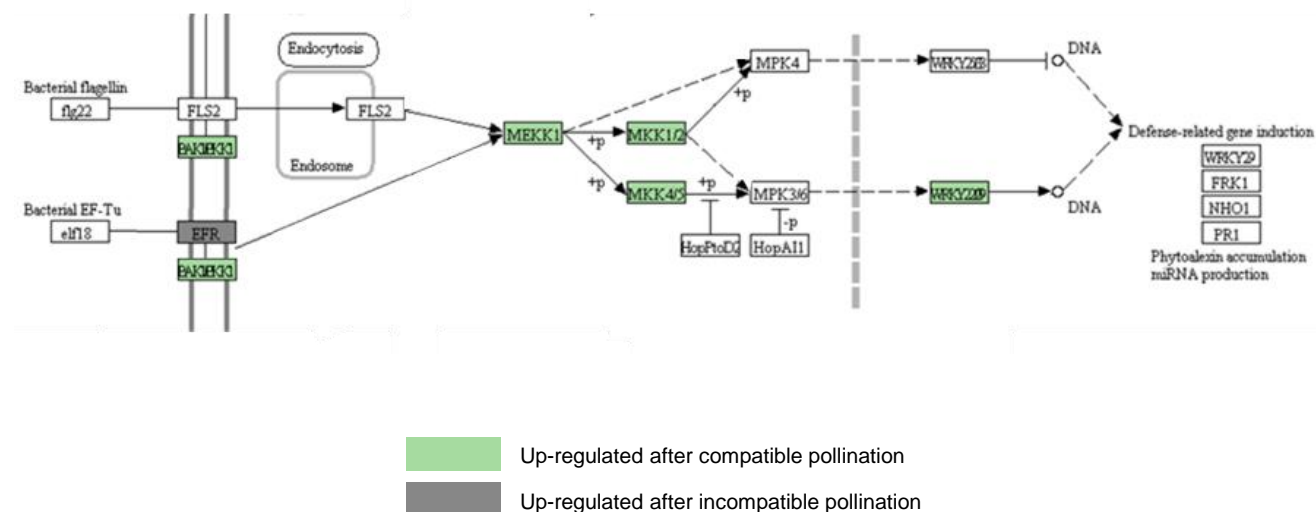 Endocytosis
DNA
MPK4
Bacterial flagellin
flg22
FLS2
FLS2
+p
MEKK1
+p
MKK1/2
Defense-related gene induction
Endosome
WRKY29
+p
+p
FRK1
MKK4/5
MPK3/6
Bacterial EF-Tu
DNA
NHO1
elf18
EFR
-p
PR1
HopPtoD2
HopAI1
Phytoalexin accumulation
miRNA production
Up-regulated after compatible pollination
Up-regulated after incompatible pollination